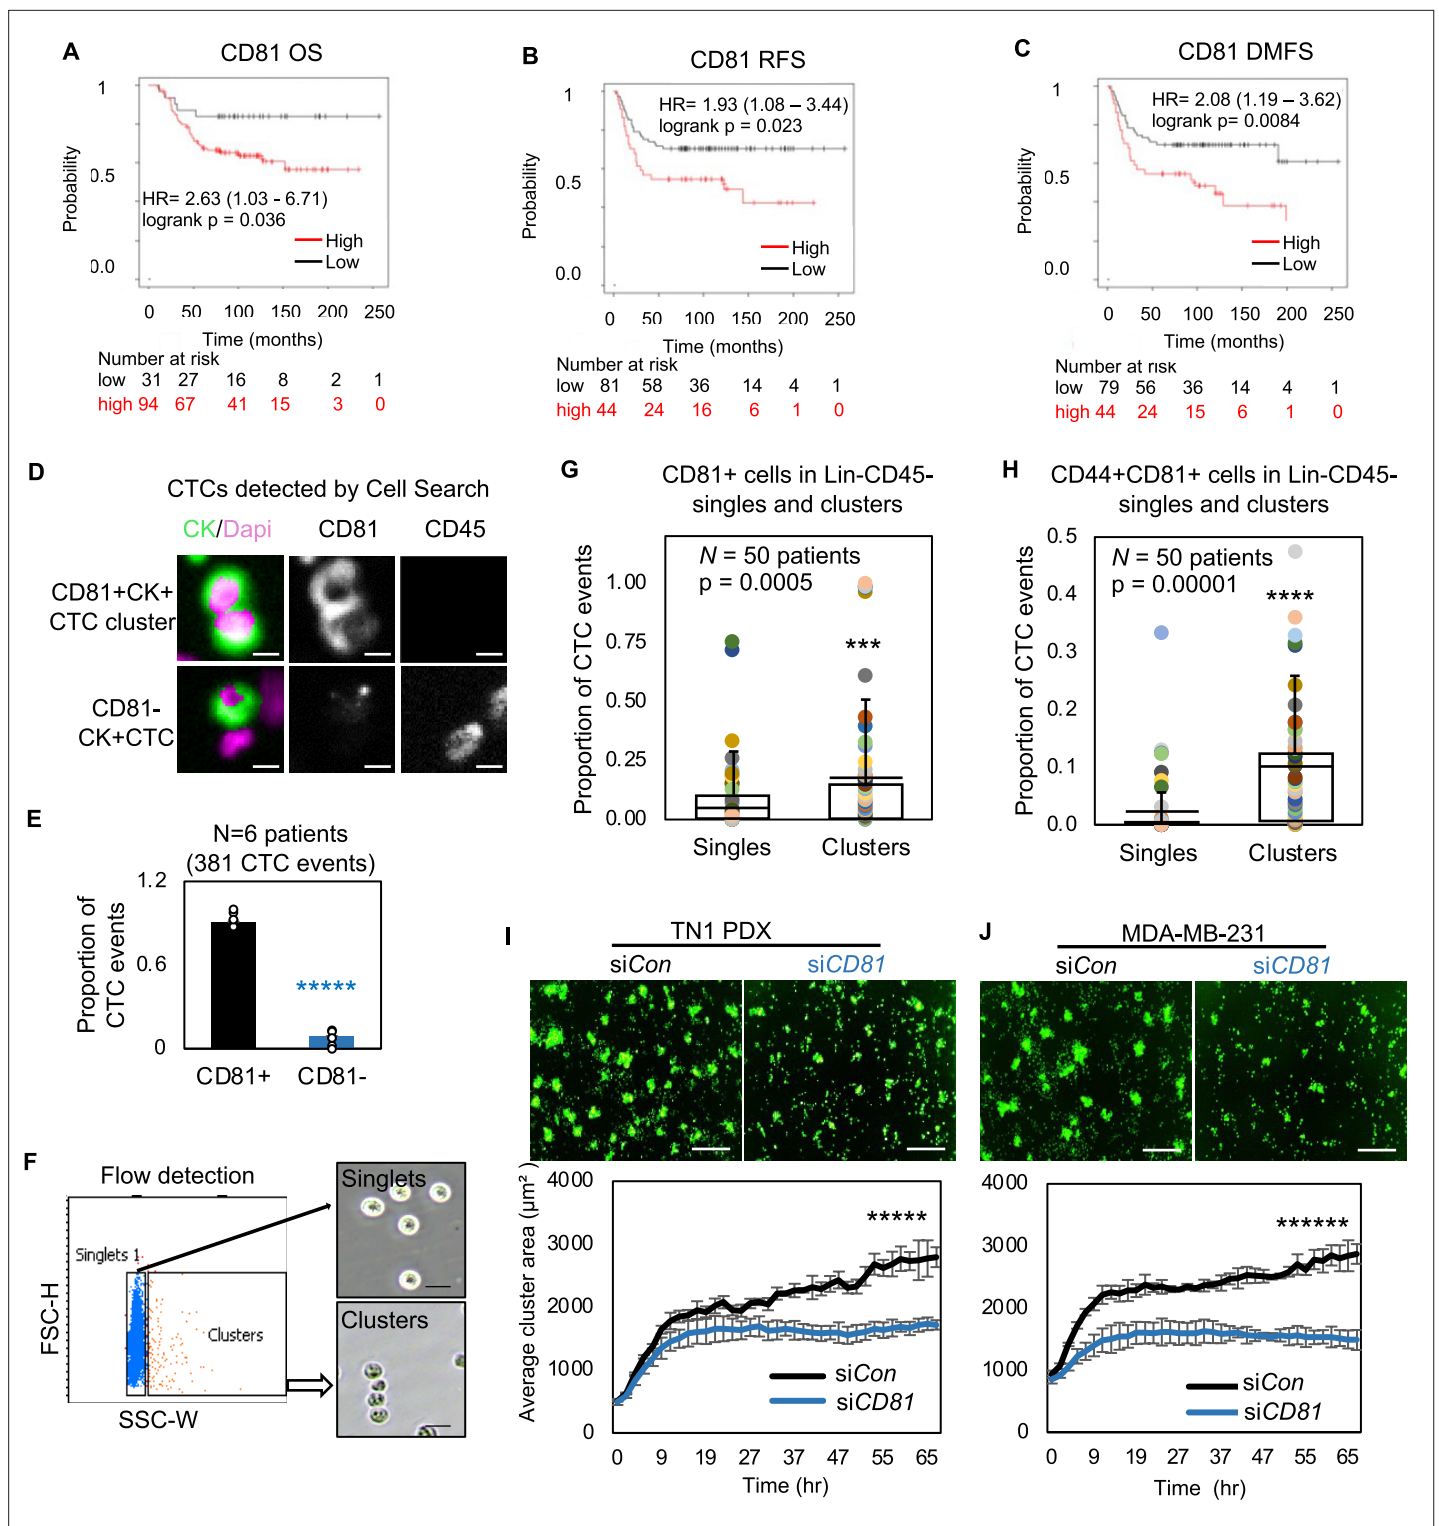 A
CD81 OS
1
0.5
0.0
Probability
HR= 2.63 (1.03 - 6.71)
logrank p = 0.036
High
Low
0 50 100 150 200 250
Time (months)
Number at risk
low 31 27 16 8 2 1
high 94 67 41 15 3 0
B
CD81 RFS
1
0.5
0.0
Probability
HR= 1.93 (1.08 – 3.44)
logrank p = 0.023
High
Low
0 50 100 150 200 250
Time (months)
Number at risk
low 81 58 36 14 4 1
high 44 24 16 6 1 0
C
CD81 DMFS
1
0.5
0.0
Probability
HR= 2.08 (1.19 – 3.62)
logrank p= 0.0084
High
Low
0 50 100 150 200 250
Time (months)
Number at risk
low 79 56 36 14 4 1
high 44 24 15 6 1 0
D
CTCs detected by Cell Search
CK/Dapi CD81 CD45
CD81+CK+
CTC cluster
CD81-
CK+CTC
E
N=6 patients
(381 CTC events)
Proportion of
CTC events
1.2
0.6
0
*****
CD81+ CD81-
F
Flow detection
FSC-H
Singlets 1
Clusters
SSC-W
Singlets
Clusters
G
CD81+ cells in Lin-CD45-
singles and clusters
Proportion of CTC events
N = 50 patients
p = 0.0005
1.00
0.75
0.50
0.25
0.00
***
Singles Clusters
H
CD44+CD81+ cells in Lin-CD45-
singles and clusters
Proportion of CTC events
N = 50 patients
p = 0.00001
0.5
0.4
0.3
0.2
0.1
0.0
****
Singles Clusters
I
TN1 PDX
siCon siCD81
Average cluster area (µm²)
4000
3000
2000
1000
0
*****
siCon
siCD81
0 9 19 27 37 47 55 65
Time (hr)
J
MDA-MB-231
siCon siCD81
4000
3000
2000
1000
0
******
siCon
siCD81
0 9 19 27 37 47 55 65
Time (hr)